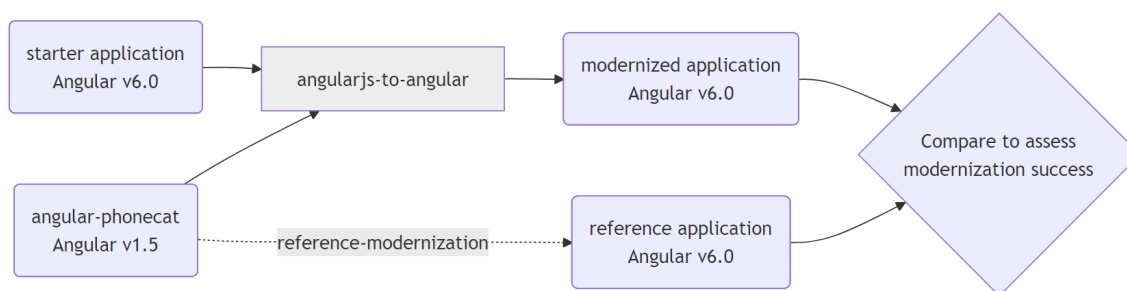 starter application
Angular v6.0
angularjs-to-angular
modernized application
Angular v6.0
Compare to assess
modernization success
angular-phonecat
Angular v1.5
reference-modernization
reference application
Angular v6.0